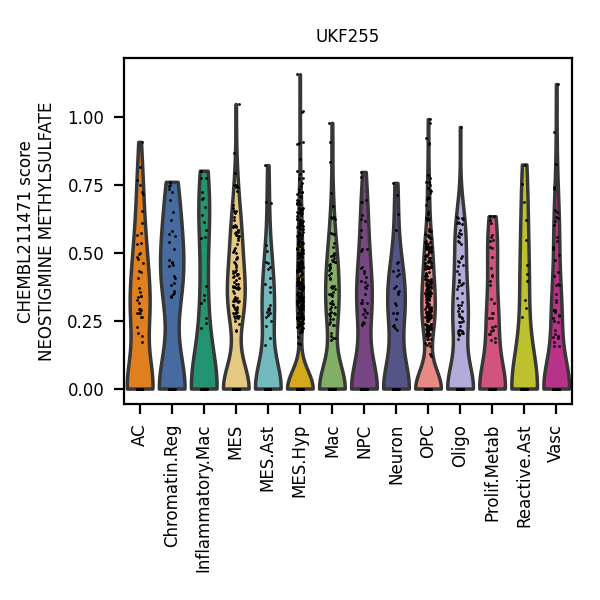 UKF255
CHEMBL211471 score
NEOSTIGMINE METHYLSULFATE
1.00
0.75
0.50
0.25
0.00
AC
Chromatin.Reg
Inflammatory.Mac
MES
MES.Ast
MES.Hyp
Mac
NPC
Neuron
OPC
Oligo
Prolif.Metab
Reactive.Ast
Vasc